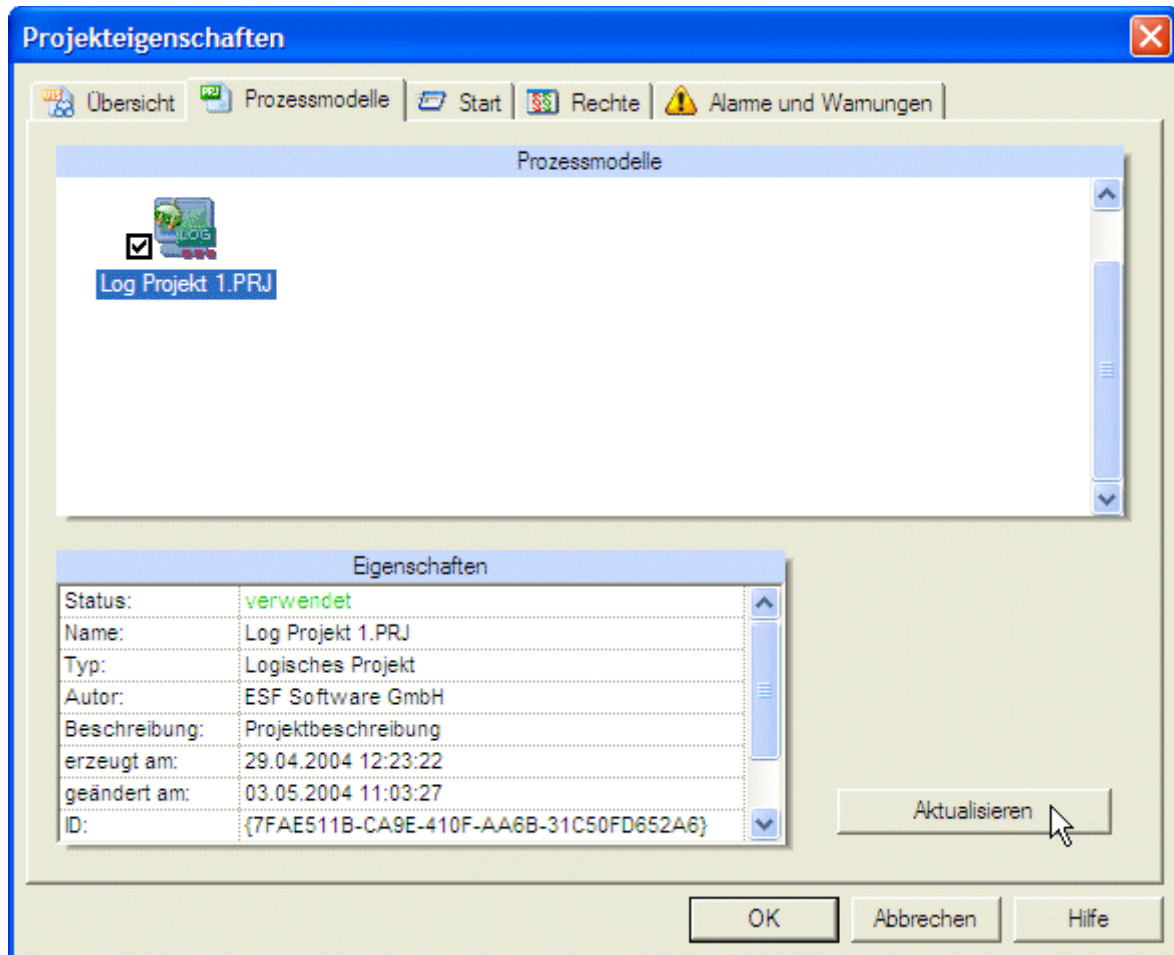 Projekteigenschaften
Übersicht Prozessmodelle Start Rechte Alarme und Warnungen
Prozessmodelle
LOG
Log Projekt 1.PRJ
Eigenschaften
Status: verwendet
Name: Log Projekt 1.PRJ
Typ: Logisches Projekt
Autor: ESF Software GmbH
Beschreibung: Projektbeschreibung
erzeugt am: 29.04.2004 12:23:22
geändert am: 03.05.2004 11:03:27
ID: {7FAE511B-CA9E-410F-AA6B-31C50FD652A6}
Aktualisieren
OK Abbrechen Hilfe